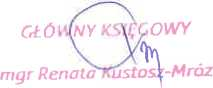 GŁÓWNY KSIĘGOWY
mgr Renata Kustosz-Mróz